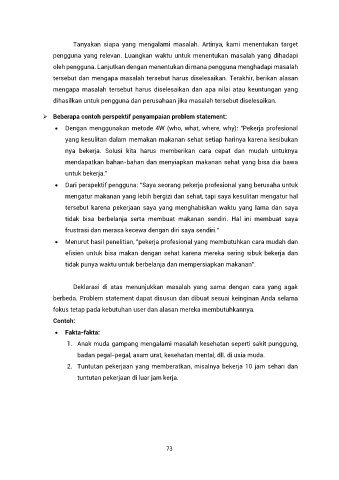 Tanyakan siapa yang mengalami masalah. Artinya, kami menentukan target
pengguna yang relevan. Luangkan waktu untuk menentukan masalah yang dihadapi
oleh pengguna. Lanjutkan dengan menentukan di mana pengguna menghadapi masalah
tersebut dan mengapa masalah tersebut harus diselesaikan. Terakhir, berikan alasan
mengapa masalah tersebut harus diselesaikan dan apa nilai atau keuntungan yang
dihasilkan untuk pengguna dan perusahaan jika masalah tersebut diselesaikan.
➢ Beberapa contoh perspektif penyampaian problem statement:
• Dengan menggunakan metode 4W (who, what, where, why): "Pekerja profesional
yang kesulitan dalam memakan makanan sehat setiap harinya karena kesibukan
nya bekerja. Solusi kita harus memberikan cara cepat dan mudah untuknya
mendapatkan bahan-bahan dan menyiapkan makanan sehat yang bisa dia bawa
untuk bekerja."
• Dari perspektif pengguna: "Saya seorang pekerja profesional yang berusaha untuk
mengatur makanan yang lebih bergizi dan sehat, tapi saya kesulitan mengatur hal
tersebut karena pekerjaan saya yang menghabiskan waktu yang lama dan saya
tidak bisa berbelanja serta membuat makanan sendiri. Hal ini membuat saya
frustrasi dan merasa kecewa dengan diri saya sendiri."
• Menurut hasil penelitian, "pekerja profesional yang membutuhkan cara mudah dan
efisien untuk bisa makan dengan sehat karena mereka sering sibuk bekerja dan
tidak punya waktu untuk berbelanja dan mempersiapkan makanan".
Deklarasi di atas menunjukkan masalah yang sama dengan cara yang agak
berbeda. Problem statement dapat disusun dan dibuat sesuai keinginan Anda selama
fokus tetap pada kebutuhan user dan alasan mereka membutuhkannya.
Contoh:
• Fakta-fakta:
1. Anak muda gampang mengalami masalah kesehatan seperti sakit punggung,
badan pegal-pegal, asam urat, kesehatan mental, dll. di usia muda.
2. Tuntutan pekerjaan yang memberatkan, misalnya bekerja 10 jam sehari dan
tuntutan pekerjaan di luar jam kerja.
73